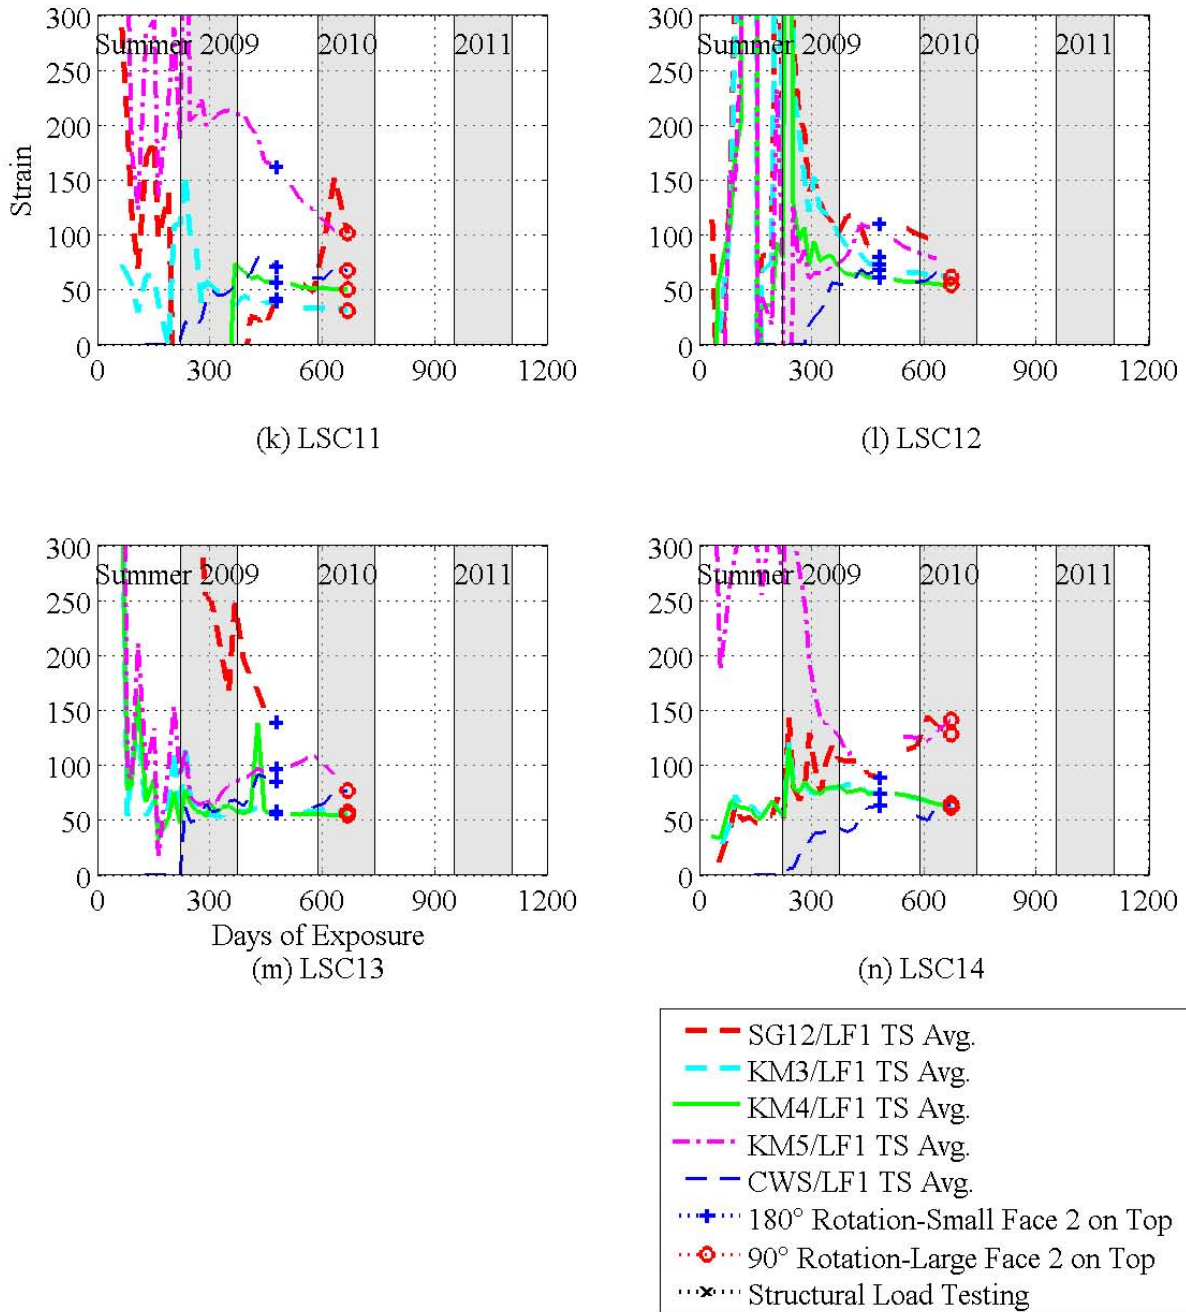 300
250
200
150
100
50
0
Strain
Summer 2009 2010 2011
0 300 600 900 1200
(k) LSC11
300
250
200
150
100
50
0
Summer 2009 2010 2011
0 300 600 900 1200
(l) LSC12
300
250
200
150
100
50
0
Summer 2009 2010 2011
0 300 600 900 1200
Days of Exposure
(m) LSC13
300
250
200
150
100
50
0
Summer 2009 2010 2011
0 300 600 900 1200
(n) LSC14
SG12/LF1 TS Avg.
KM3/LF1 TS Avg.
KM4/LF1 TS Avg.
KM5/LF1 TS Avg.
CWS/LF1 TS Avg.
180° Rotation-Small Face 2 on Top
90° Rotation-Large Face 2 on Top
Structural Load Testing